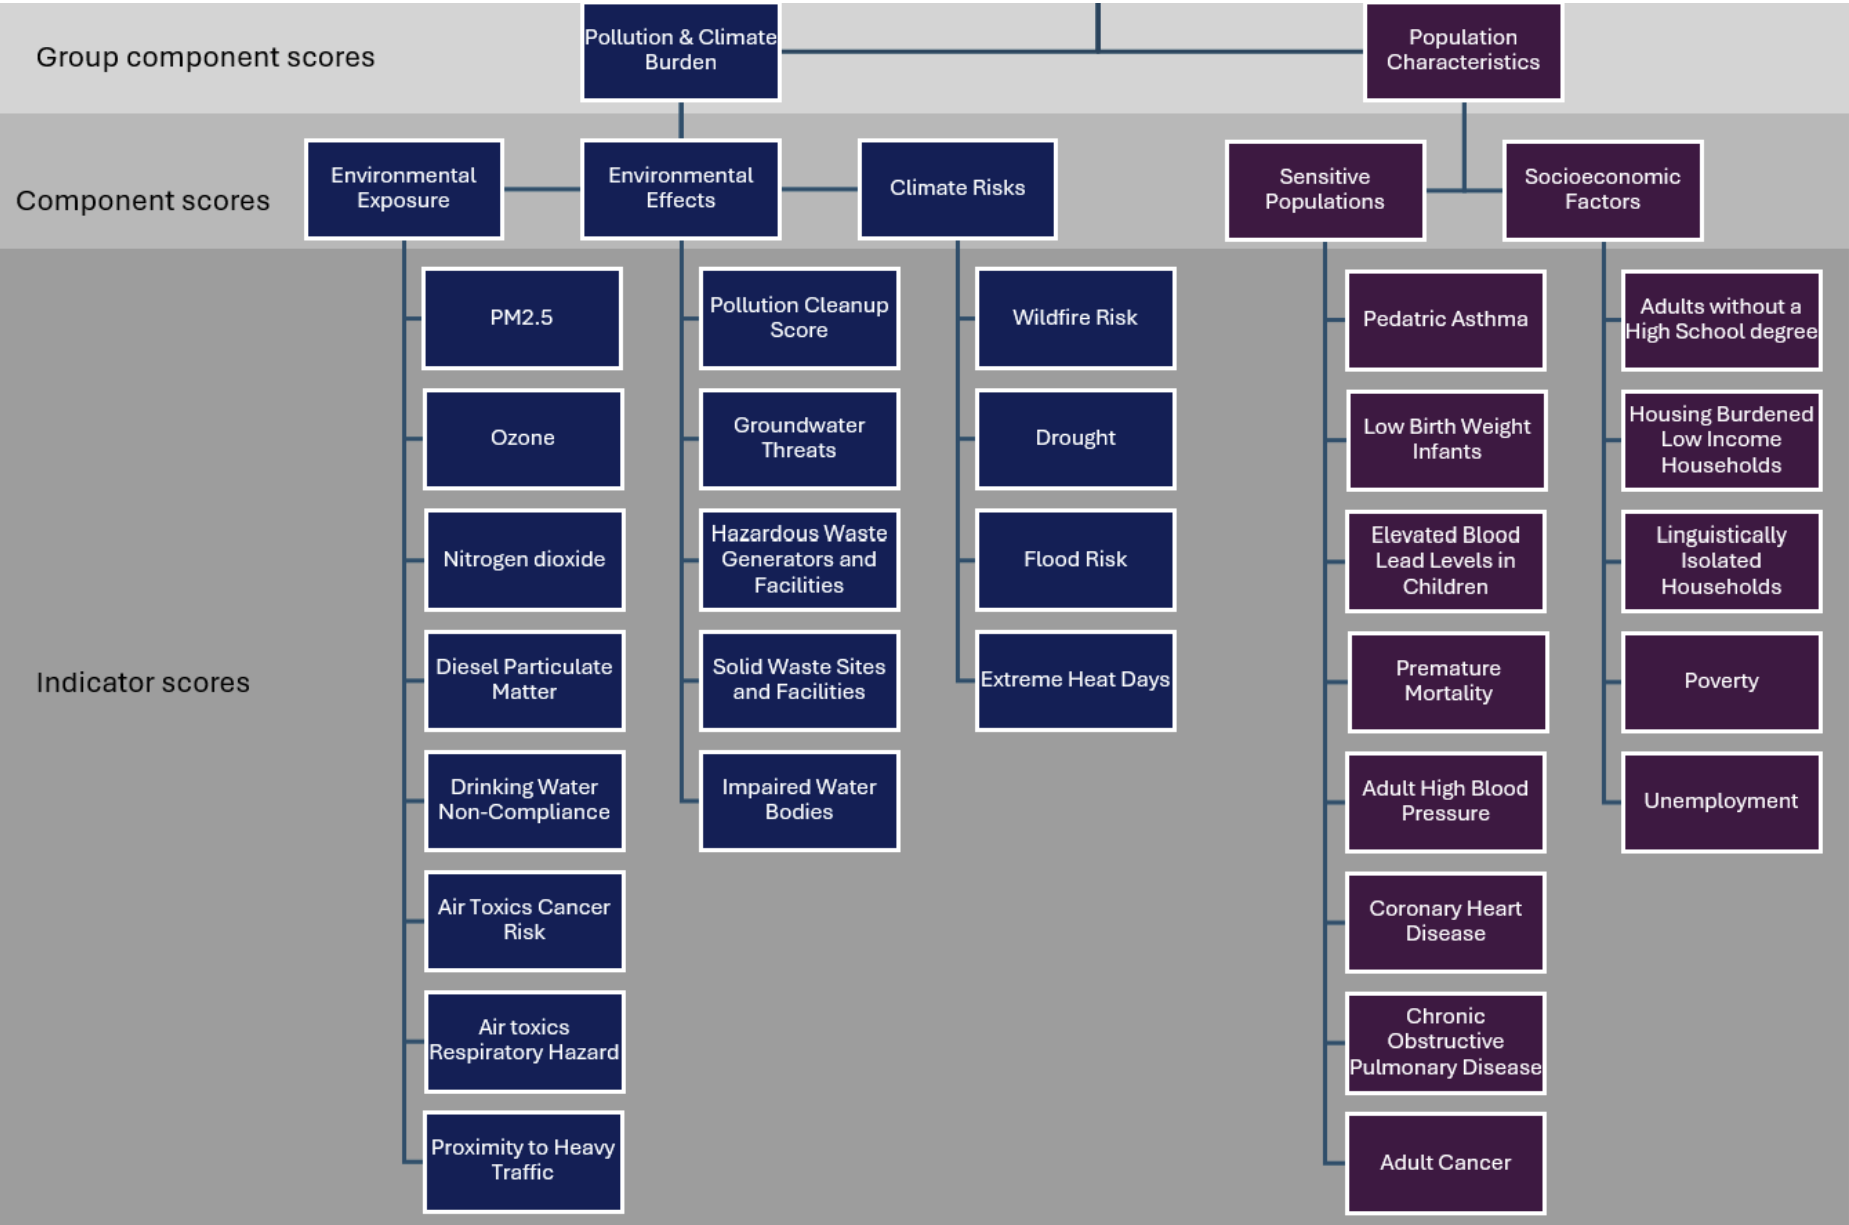 Group component scores
Pollution & Climate
Burden
Population
Characteristics
Component scores
Environmental
Exposure
Environmental
Effects
Climate Risks
Sensitive
Populations
Socioeconomic
Factors
Indicator scores
PM2.5
Ozone
Nitrogen dioxide
Diesel Particulate
Matter
Drinking Water
Non-Compliance
Air Toxics Cancer
Risk
Air toxics
Respiratory Hazard
Proximity to Heavy
Traffic
Pollution Cleanup
Score
Groundwater
Threats
Hazardous Waste
Generators and
Facilities
Solid Waste Sites
and Facilities
Impaired Water
Bodies
Wildfire Risk
Drought
Flood Risk
Extreme Heat Days
Pedatric Asthma
Low Birth Weight
Infants
Elevated Blood
Lead Levels in
Children
Premature
Mortality
Adult High Blood
Pressure
Coronary Heart
Disease
Chronic
Obstructive
Pulmonary Disease
Adult Cancer
Adults without a
High School degree
Housing Burdened
Low Income
Households
Linguistically
Isolated
Households
Poverty
Unemployment